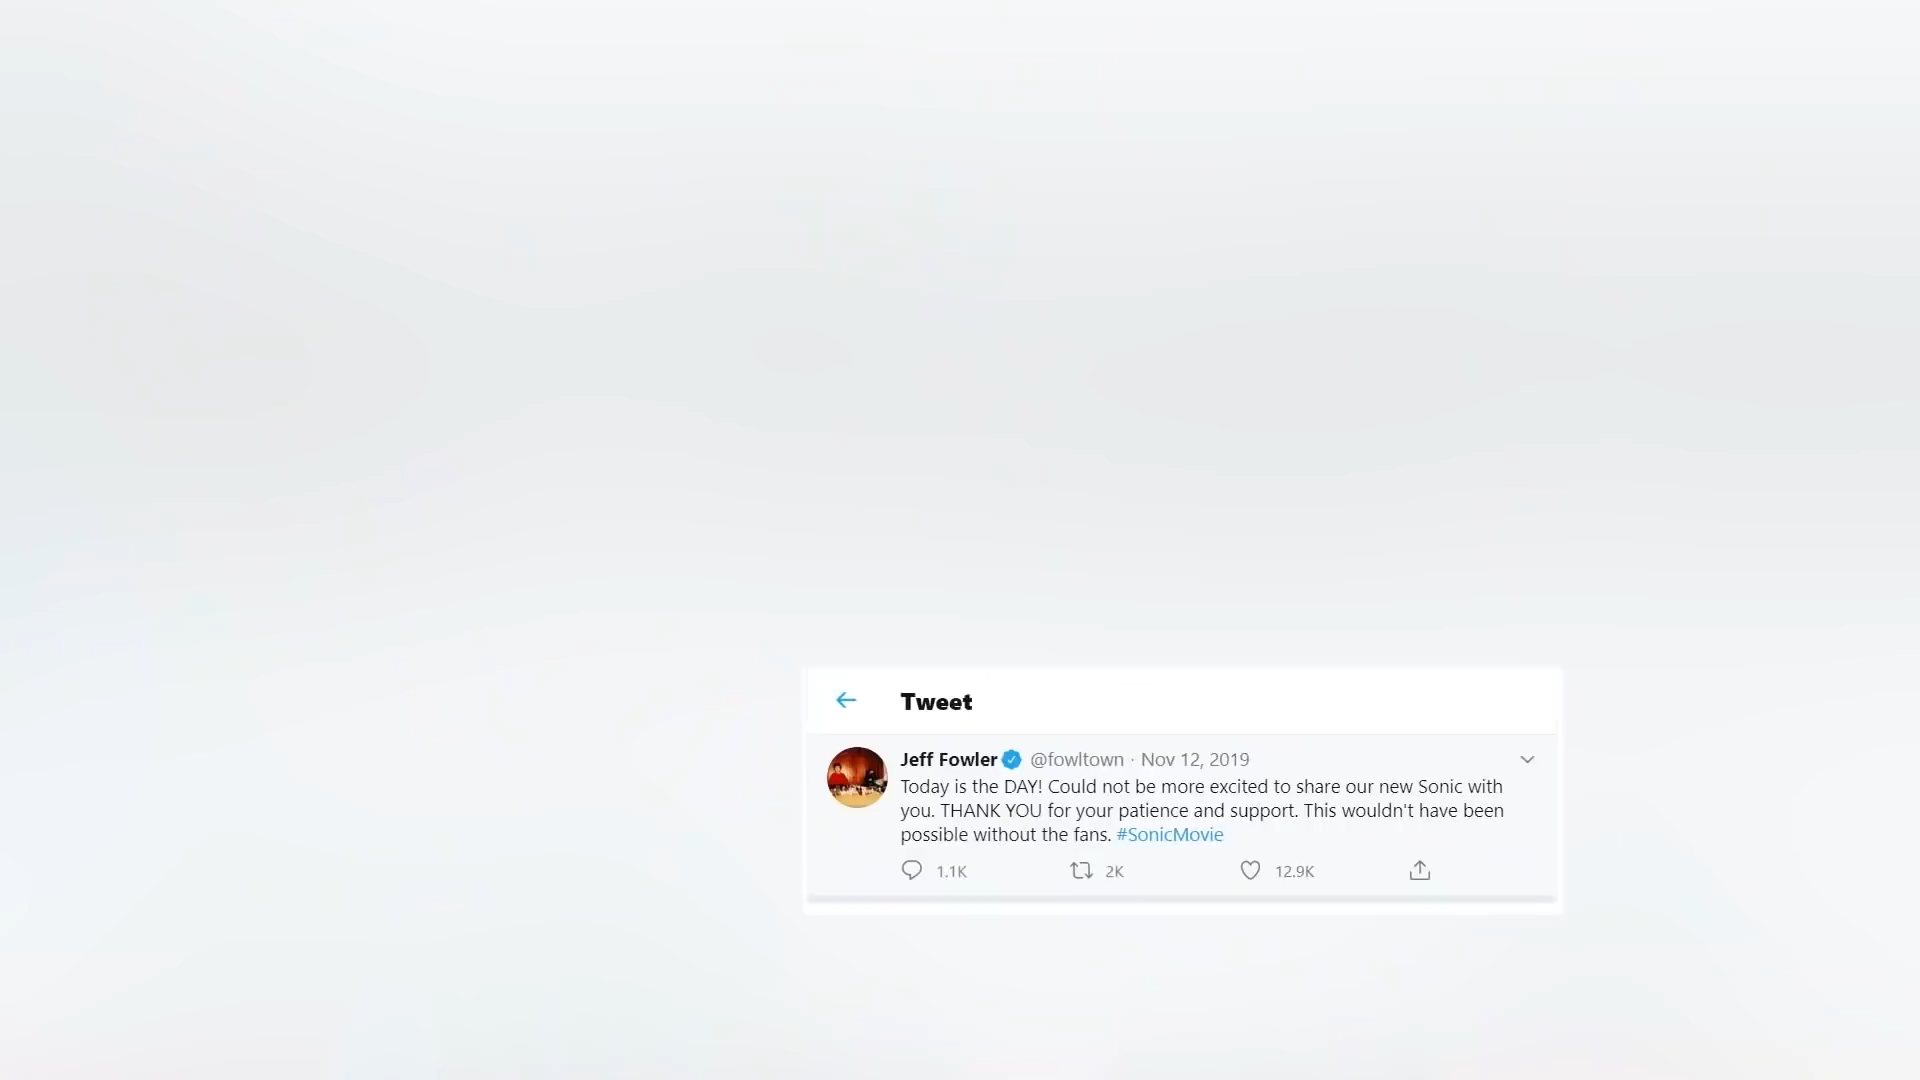 Tweet
Jeff Fowler @fowltown · Nov 12, 2019
Today is the DAY! Could not be more excited to share our new Sonic with
you. THANK YOU for your patience and support. This wouldn't have been
possible without the fans. #SonicMovie
1.1K 2K 12.9K